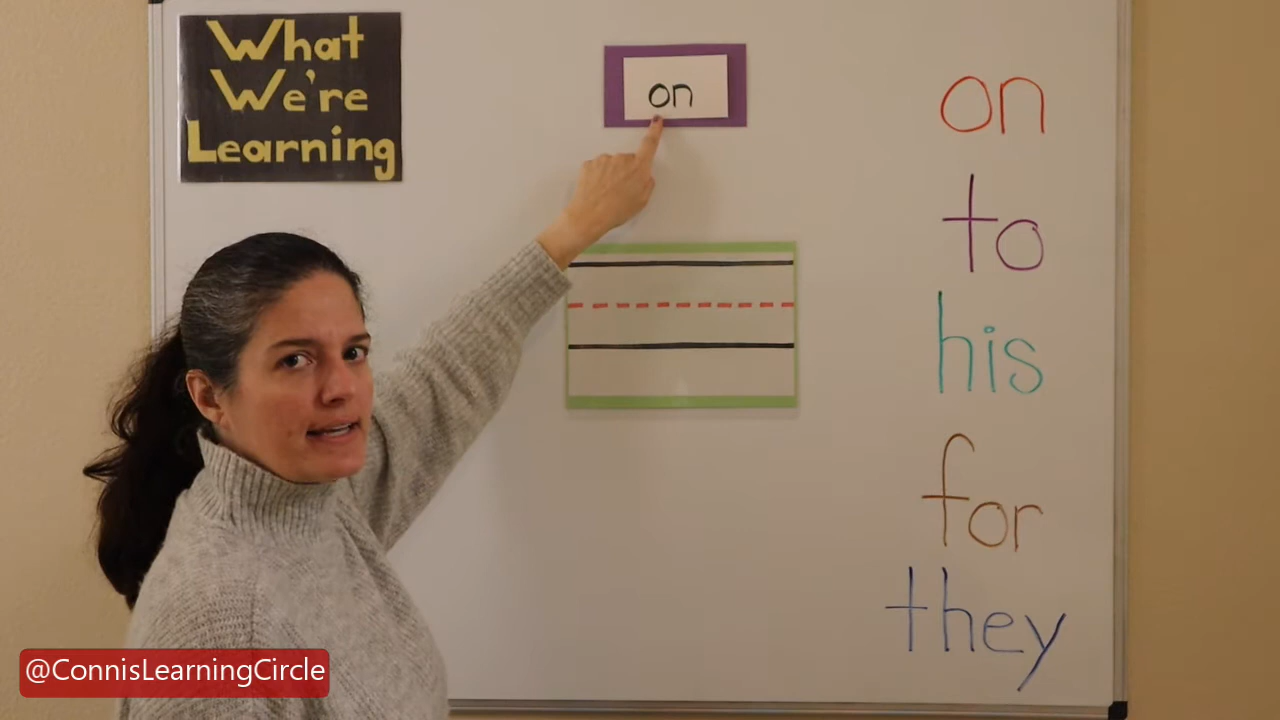 What
We're
Learning
on
on
to
his
for
they
@ConnisLearningCircle